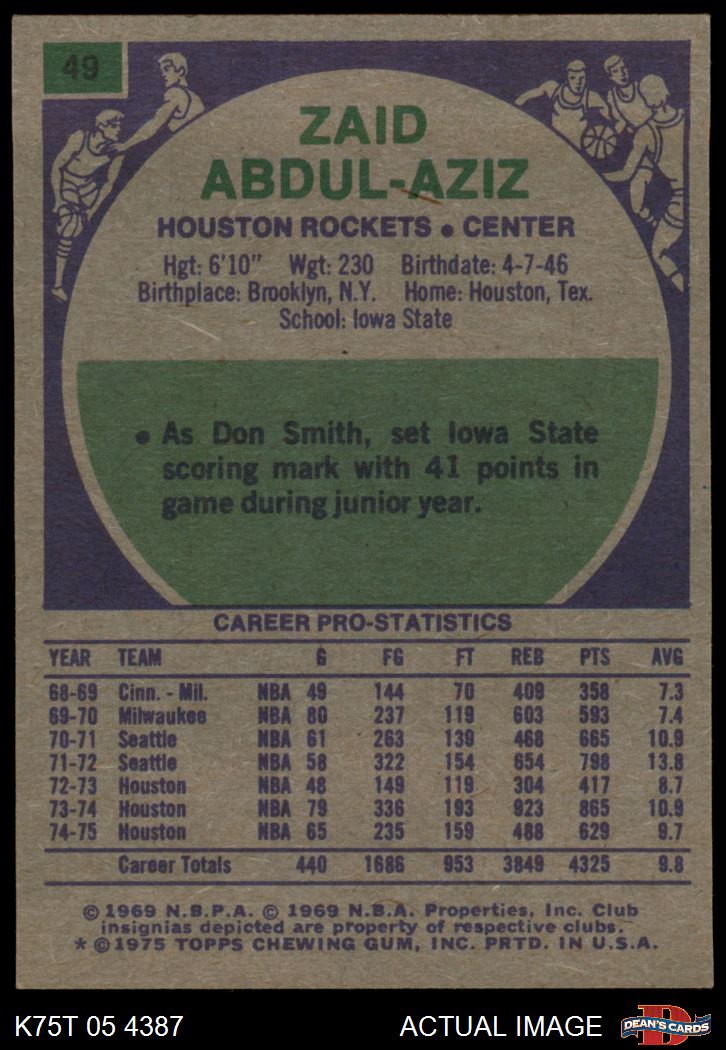 49
ZAID
ABDUL-AZIZ
HOUSTON ROCKETS • CENTER
Hgt: 6'10" Wgt: 230 Birthdate: 4-7-46
Birthplace: Brooklyn, N.Y. Home: Houston, Tex.
School: Iowa State
• As Don Smith, set Iowa State
scoring mark with 41 points in
game during junior year.
CAREER PRO-STATISTICS
YEAR TEAM G FG FT REB PTS AVG
68-69 Cinn. - Mil. NBA 49 144 70 409 358 7.3
69-70 Milwaukee NBA 80 237 119 603 593 7.4
70-71 Seattle NBA 61 263 139 468 665 10.9
71-72 Seattle NBA 58 322 154 654 798 13.8
72-73 Houston NBA 48 149 119 304 417 8.7
73-74 Houston NBA 79 336 193 923 865 10.9
74-75 Houston NBA 65 235 159 488 629 9.7
Career Totals 440 1686 953 3849 4325 9.8
© 1969 N.B.P.A. © 1969 N.B.A. Properties, Inc. Club
insignias depicted are property of respective clubs.
* © 1975 TOPPS CHEWING GUM, INC. PRTD. IN U.S.A.
K75T 05 4387 ACTUAL IMAGE
D
DEAN'S CARDS